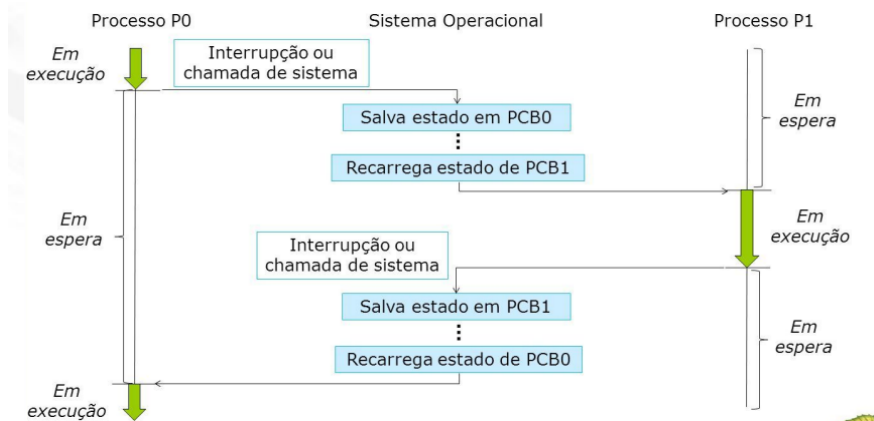 Processo P0
Sistema Operacional
Processo P1
Em
execução
Interrupção ou
chamada de sistema
Salva estado em PCB0
Recarrega estado de PCB1
Em
espera
Em
espera
Em
execução
Interrupção ou
chamada de sistema
Salva estado em PCB1
Recarrega estado de PCB0
Em
espera
Em
execução